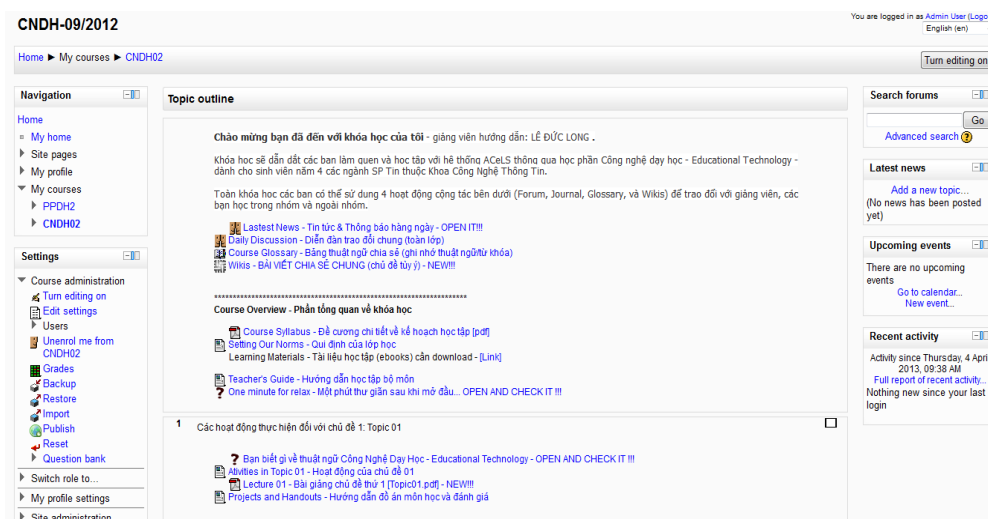 CNDH-09/2012
You are logged in as Admin User (Logo
English (en)
Home ► My courses ► CNDH02
Turn editing on
Navigation
Home
My home
Site pages
My profile
My courses
PPDH2
CNDH02
Settings
Course administration
Turn editing on
Edit settings
Users
Unenrol me from
CNDH02
Grades
Backup
Restore
Import
Publish
Reset
Question bank
Switch role to...
My profile settings
Site administration
Topic outline
Chào mừng bạn đã đến với khóa học của tôi - giảng viên hướng dẫn: LÊ ĐỨC LONG .
Khóa học sẽ dẫn dắt các bạn làm quen và học tập với hệ thống ACeLS thông qua học phần Công nghệ dạy học - Educational Technology -
dành cho sinh viên năm 4 các ngành SP Tin thuộc Khoa Công Nghệ Thông Tin.
Toàn khóa học các bạn có thể sử dụng 4 hoạt động cộng tác bên dưới (Forum, Journal, Glossary, và Wikis) để trao đổi với giảng viên, các
bạn học trong nhóm và ngoài nhóm.
Lastest News - Tin tức & Thông báo hàng ngày - OPEN IT!!!
Daily Discussion - Diễn đàn trao đổi chung (toàn lớp)
Course Glossary - Bảng thuật ngữ chia sẻ (ghi nhớ thuật ngữ/từ khóa)
Wikis - BÀI VIẾT CHIA SẺ CHUNG (chủ đề tùy ý) - NEW!!!
********************************************************************
Course Overview - Phần tổng quan về khóa học
Course Syllabus - Đề cương chi tiết về kế hoạch học tập [pdf]
Setting Our Norms - Qui định của lớp học
Learning Materials - Tài liệu học tập (ebooks) cần download - [Link]
Teacher's Guide - Hướng dẫn học tập bộ môn
One minute for relax - Một phút thư giãn sau khi mở đầu... OPEN AND CHECK IT !!!
1
Các hoạt động thực hiện đối với chủ đề 1: Topic 01
Bạn biết gì về thuật ngữ Công Nghệ Dạy Học - Educational Technology - OPEN AND CHECK IT !!!
Ativities in Topic 01 - Hoạt động của chủ đề 01
Lecture 01 - Bài giảng chủ đề thứ 1 [Topic01.pdf] - NEW!!!
Projects and Handouts - Hướng dẫn đồ án môn học và đánh giá
Search forums
Go
Advanced search
Latest news
Add a new topic...
(No news has been posted
yet)
Upcoming events
There are no upcoming
events
Go to calendar...
New event...
Recent activity
Activity since Thursday, 4 Apri
2013, 09:38 AM
Full report of recent activity...
Nothing new since your last
login